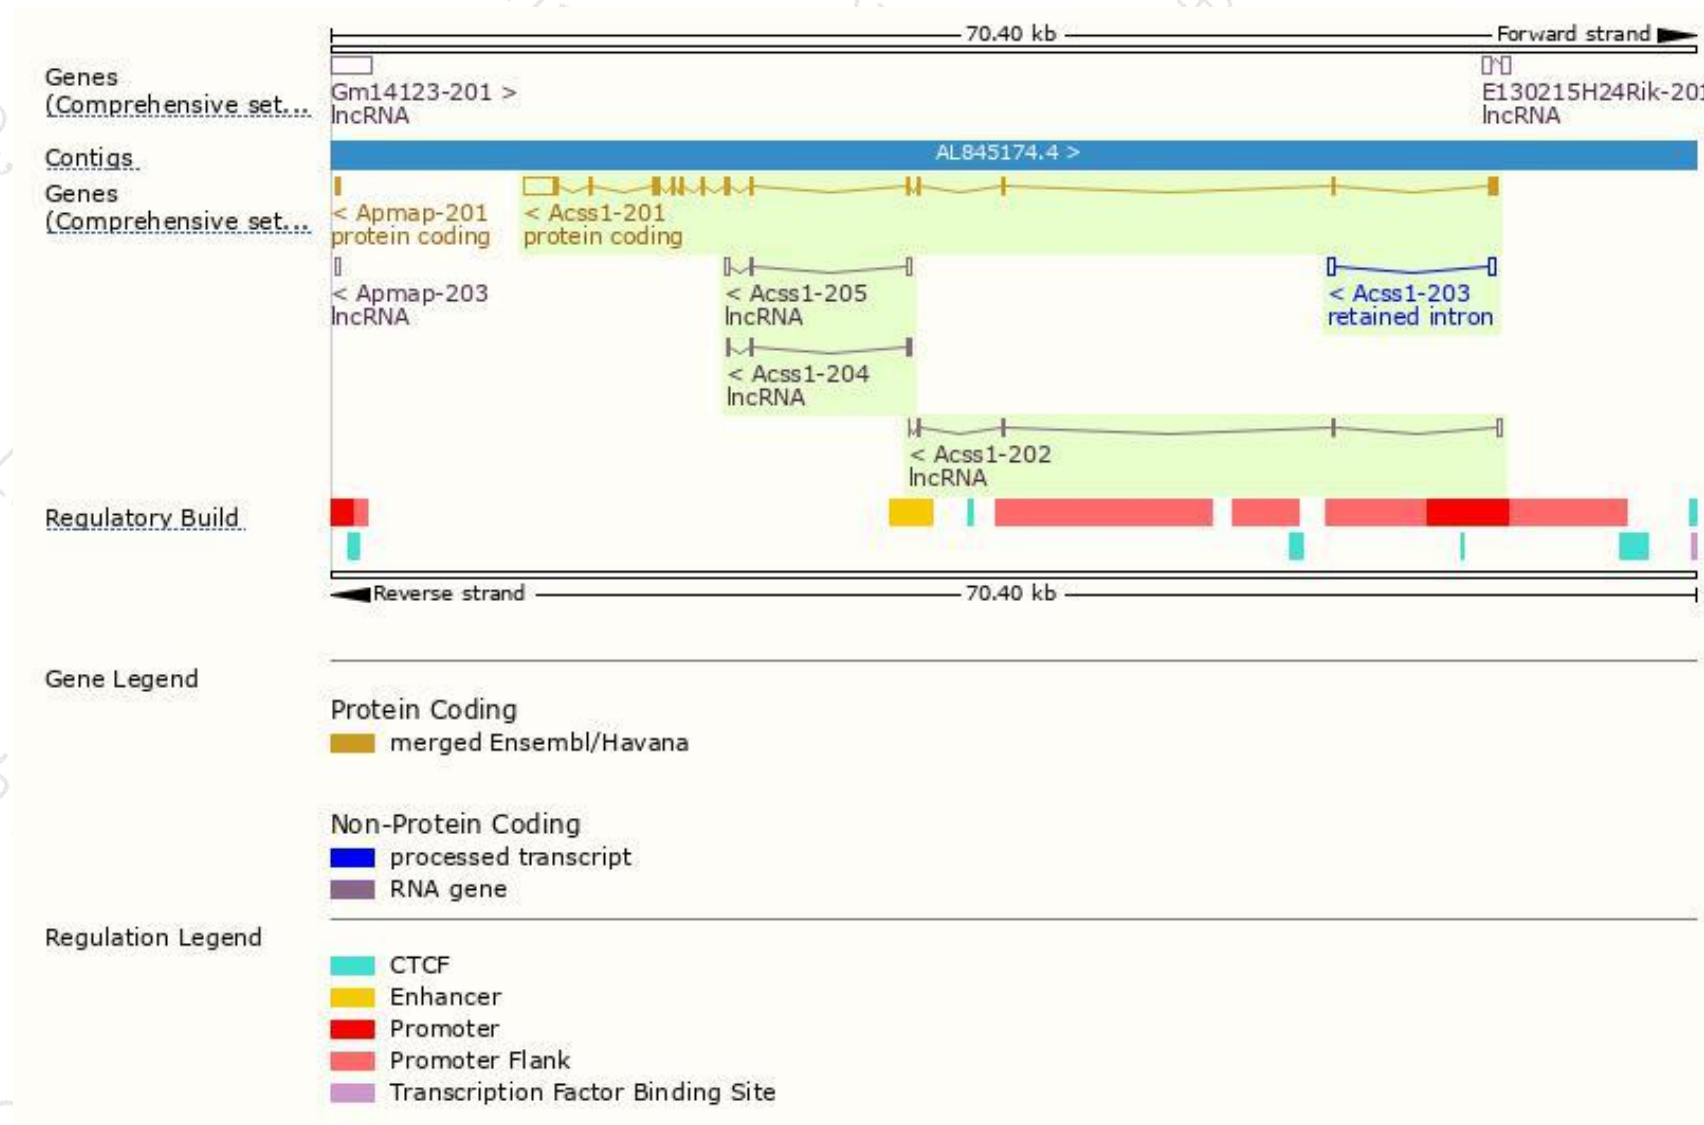 70.40 kb
Forward strand
Genes
(Comprehensive set...
Gm14123-201 >
lncRNA
E130215H24Rik-201
lncRNA
Contigs
AL845174.4 >
Genes
(Comprehensive set...
< Apmap-201
protein coding
< Acss1-201
protein coding
< Apmap-203
lncRNA
< Acss1-205
lncRNA
< Acss1-203
retained intron
< Acss1-204
lncRNA
< Acss1-202
lncRNA
Regulatory Build
Reverse strand
70.40 kb
Gene Legend
Protein Coding
merged Ensembl/Havana
Non-Protein Coding
processed transcript
RNA gene
Regulation Legend
CTCF
Enhancer
Promoter
Promoter Flank
Transcription Factor Binding Site